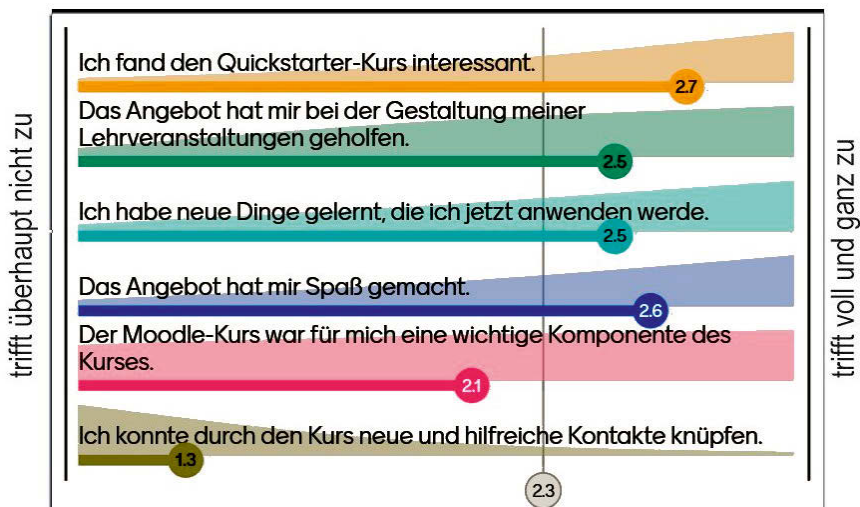 trifft überhaupt nicht zu
Ich fand den Quickstarter-Kurs interessant.
2.7
Das Angebot hat mir bei der Gestaltung meiner
Lehrveranstaltungen geholfen.
2.5
Ich habe neue Dinge gelernt, die ich jetzt anwenden werde.
2.5
Das Angebot hat mir Spaß gemacht.
2.6
Der Moodle-Kurs war für mich eine wichtige Komponente des
Kurses.
2.1
Ich konnte durch den Kurs neue und hilfreiche Kontakte knüpfen.
1.3
2.3
trifft voll und ganz zu